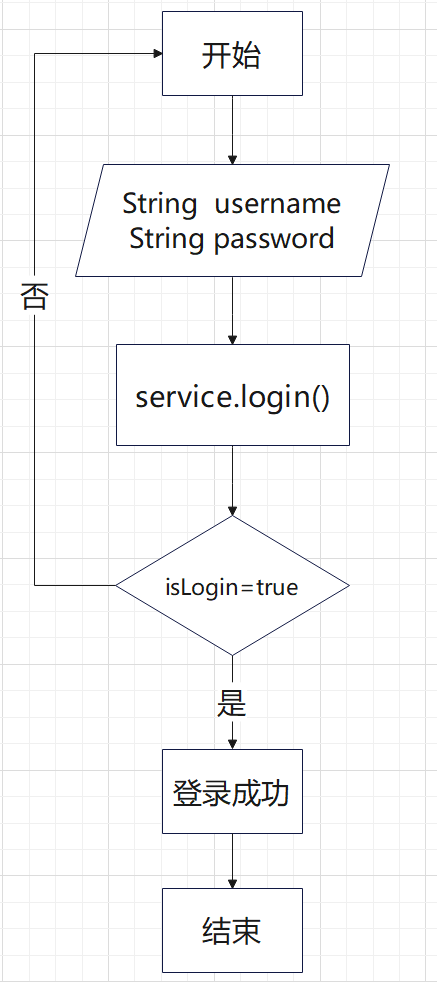 开始
String  username
String password
否
service.login()
isLogin=true
是
登录成功
结束